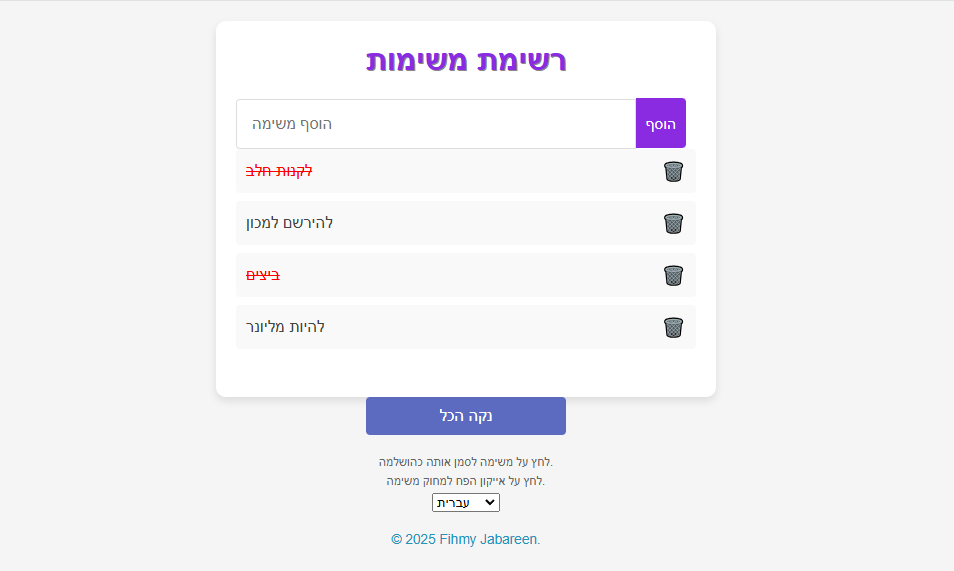 רשימת משימות
הוסף משימה
הוסף
לקנות חלב
להירשם למכון
ביצים
להיות מליונר
נקה הכל
לחץ על משימה לסמן אותה כהושלמה.
לחץ על אייקון הפח למחוק משימה.
עברית
© 2025 Fihmy Jabareen.